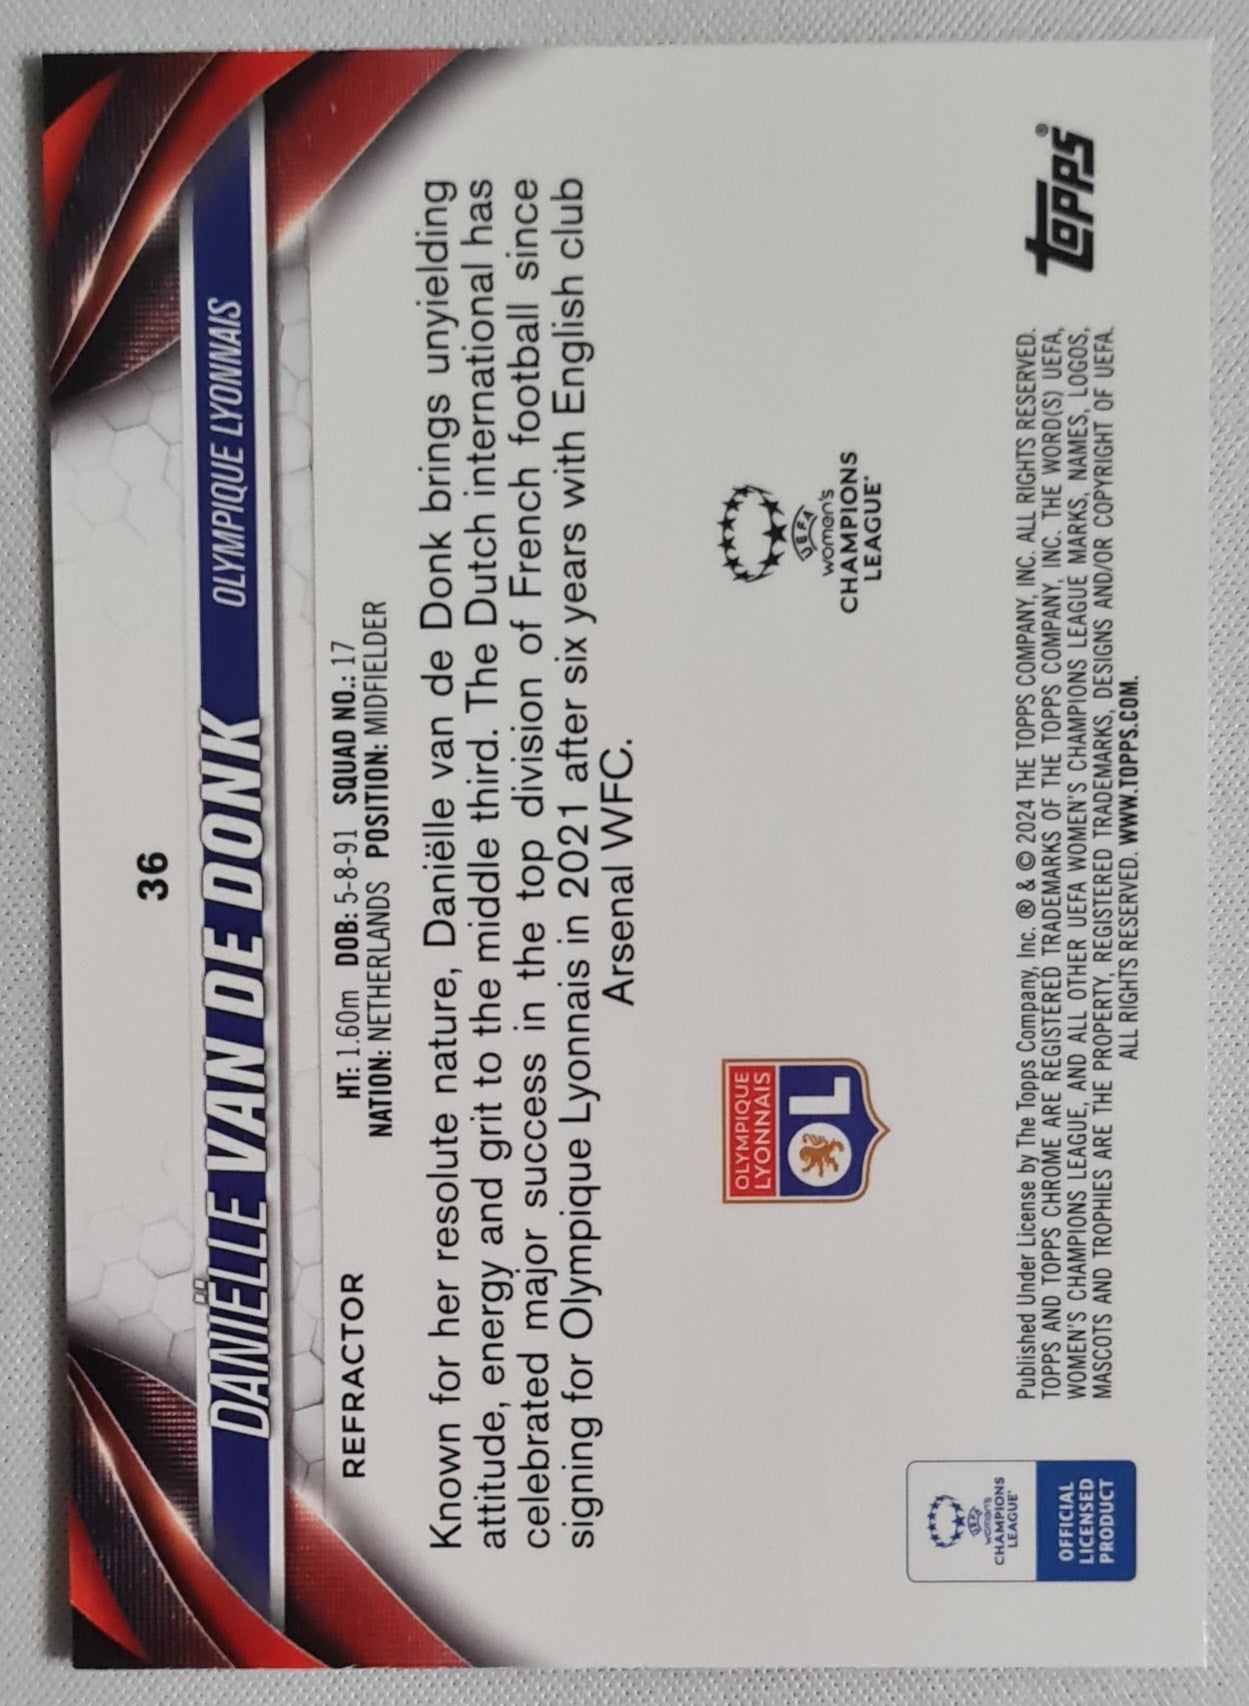 36
DANIËLLE VAN DE DONK
OLYMPIQUE LYONNAIS
REFRACTOR
HT: 1.60m DOB: 5-8-91 SQUAD NO.: 17
NATION: NETHERLANDS POSITION: MIDFIELDER
Known for her resolute nature, Daniëlle van de Donk brings unyielding
attitude, energy and grit to the middle third. The Dutch international has
celebrated major success in the top division of French football since
signing for Olympique Lyonnais in 2021 after six years with English club
Arsenal WFC.
OLYMPIQUE
LYONNAIS
OL
UEFA
women's
CHAMPIONS
LEAGUE
UEFA
women's
CHAMPIONS
LEAGUE
OFFICIAL
LICENSED
PRODUCT
Published Under License by The Topps Company, Inc. ® & © 2024 THE TOPPS COMPANY, INC. ALL RIGHTS RESERVED.
TOPPS AND TOPPS CHROME ARE REGISTERED TRADEMARKS OF THE TOPPS COMPANY, INC. THE WORD(S) UEFA,
WOMEN'S CHAMPIONS LEAGUE, AND ALL OTHER UEFA WOMEN'S CHAMPIONS LEAGUE MARKS, NAMES, LOGOS,
MASCOTS AND TROPHIES ARE THE PROPERTY, REGISTERED TRADEMARKS, DESIGNS AND/OR COPYRIGHT OF UEFA.
ALL RIGHTS RESERVED. WWW.TOPPS.COM.
Topps®